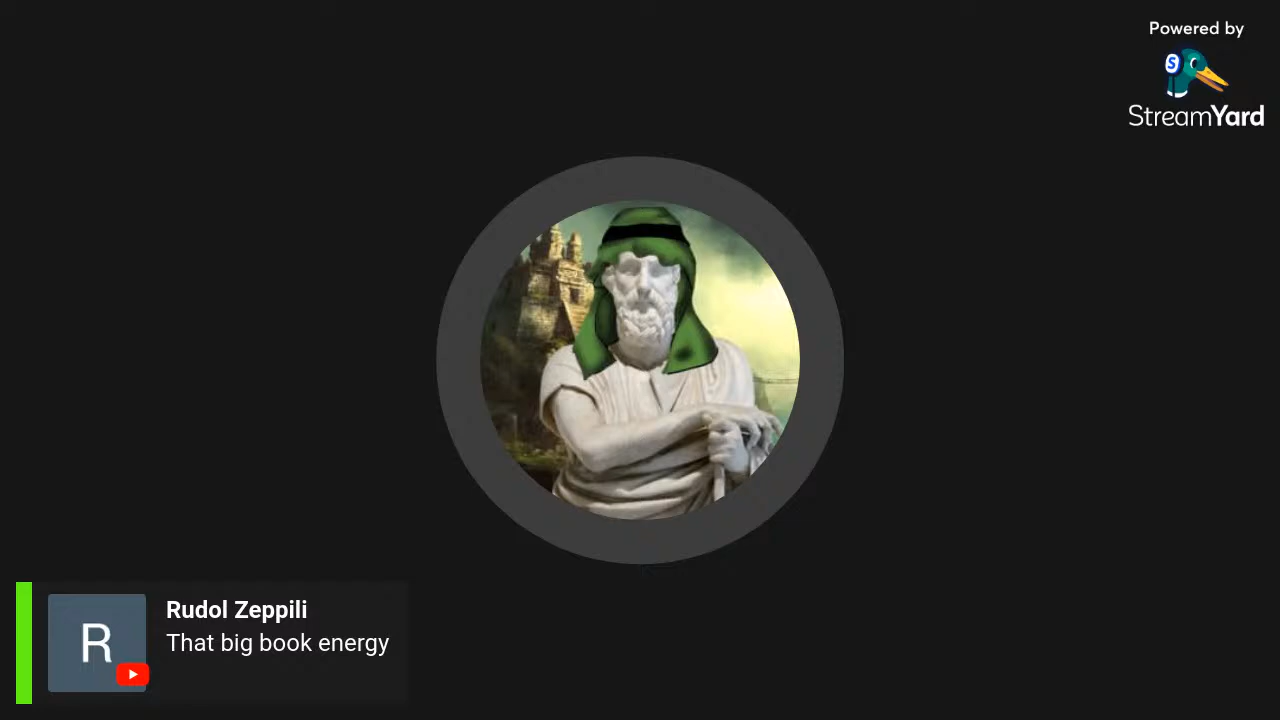 Powered by
S
StreamYard
R
Rudol Zeppili
That big book energy